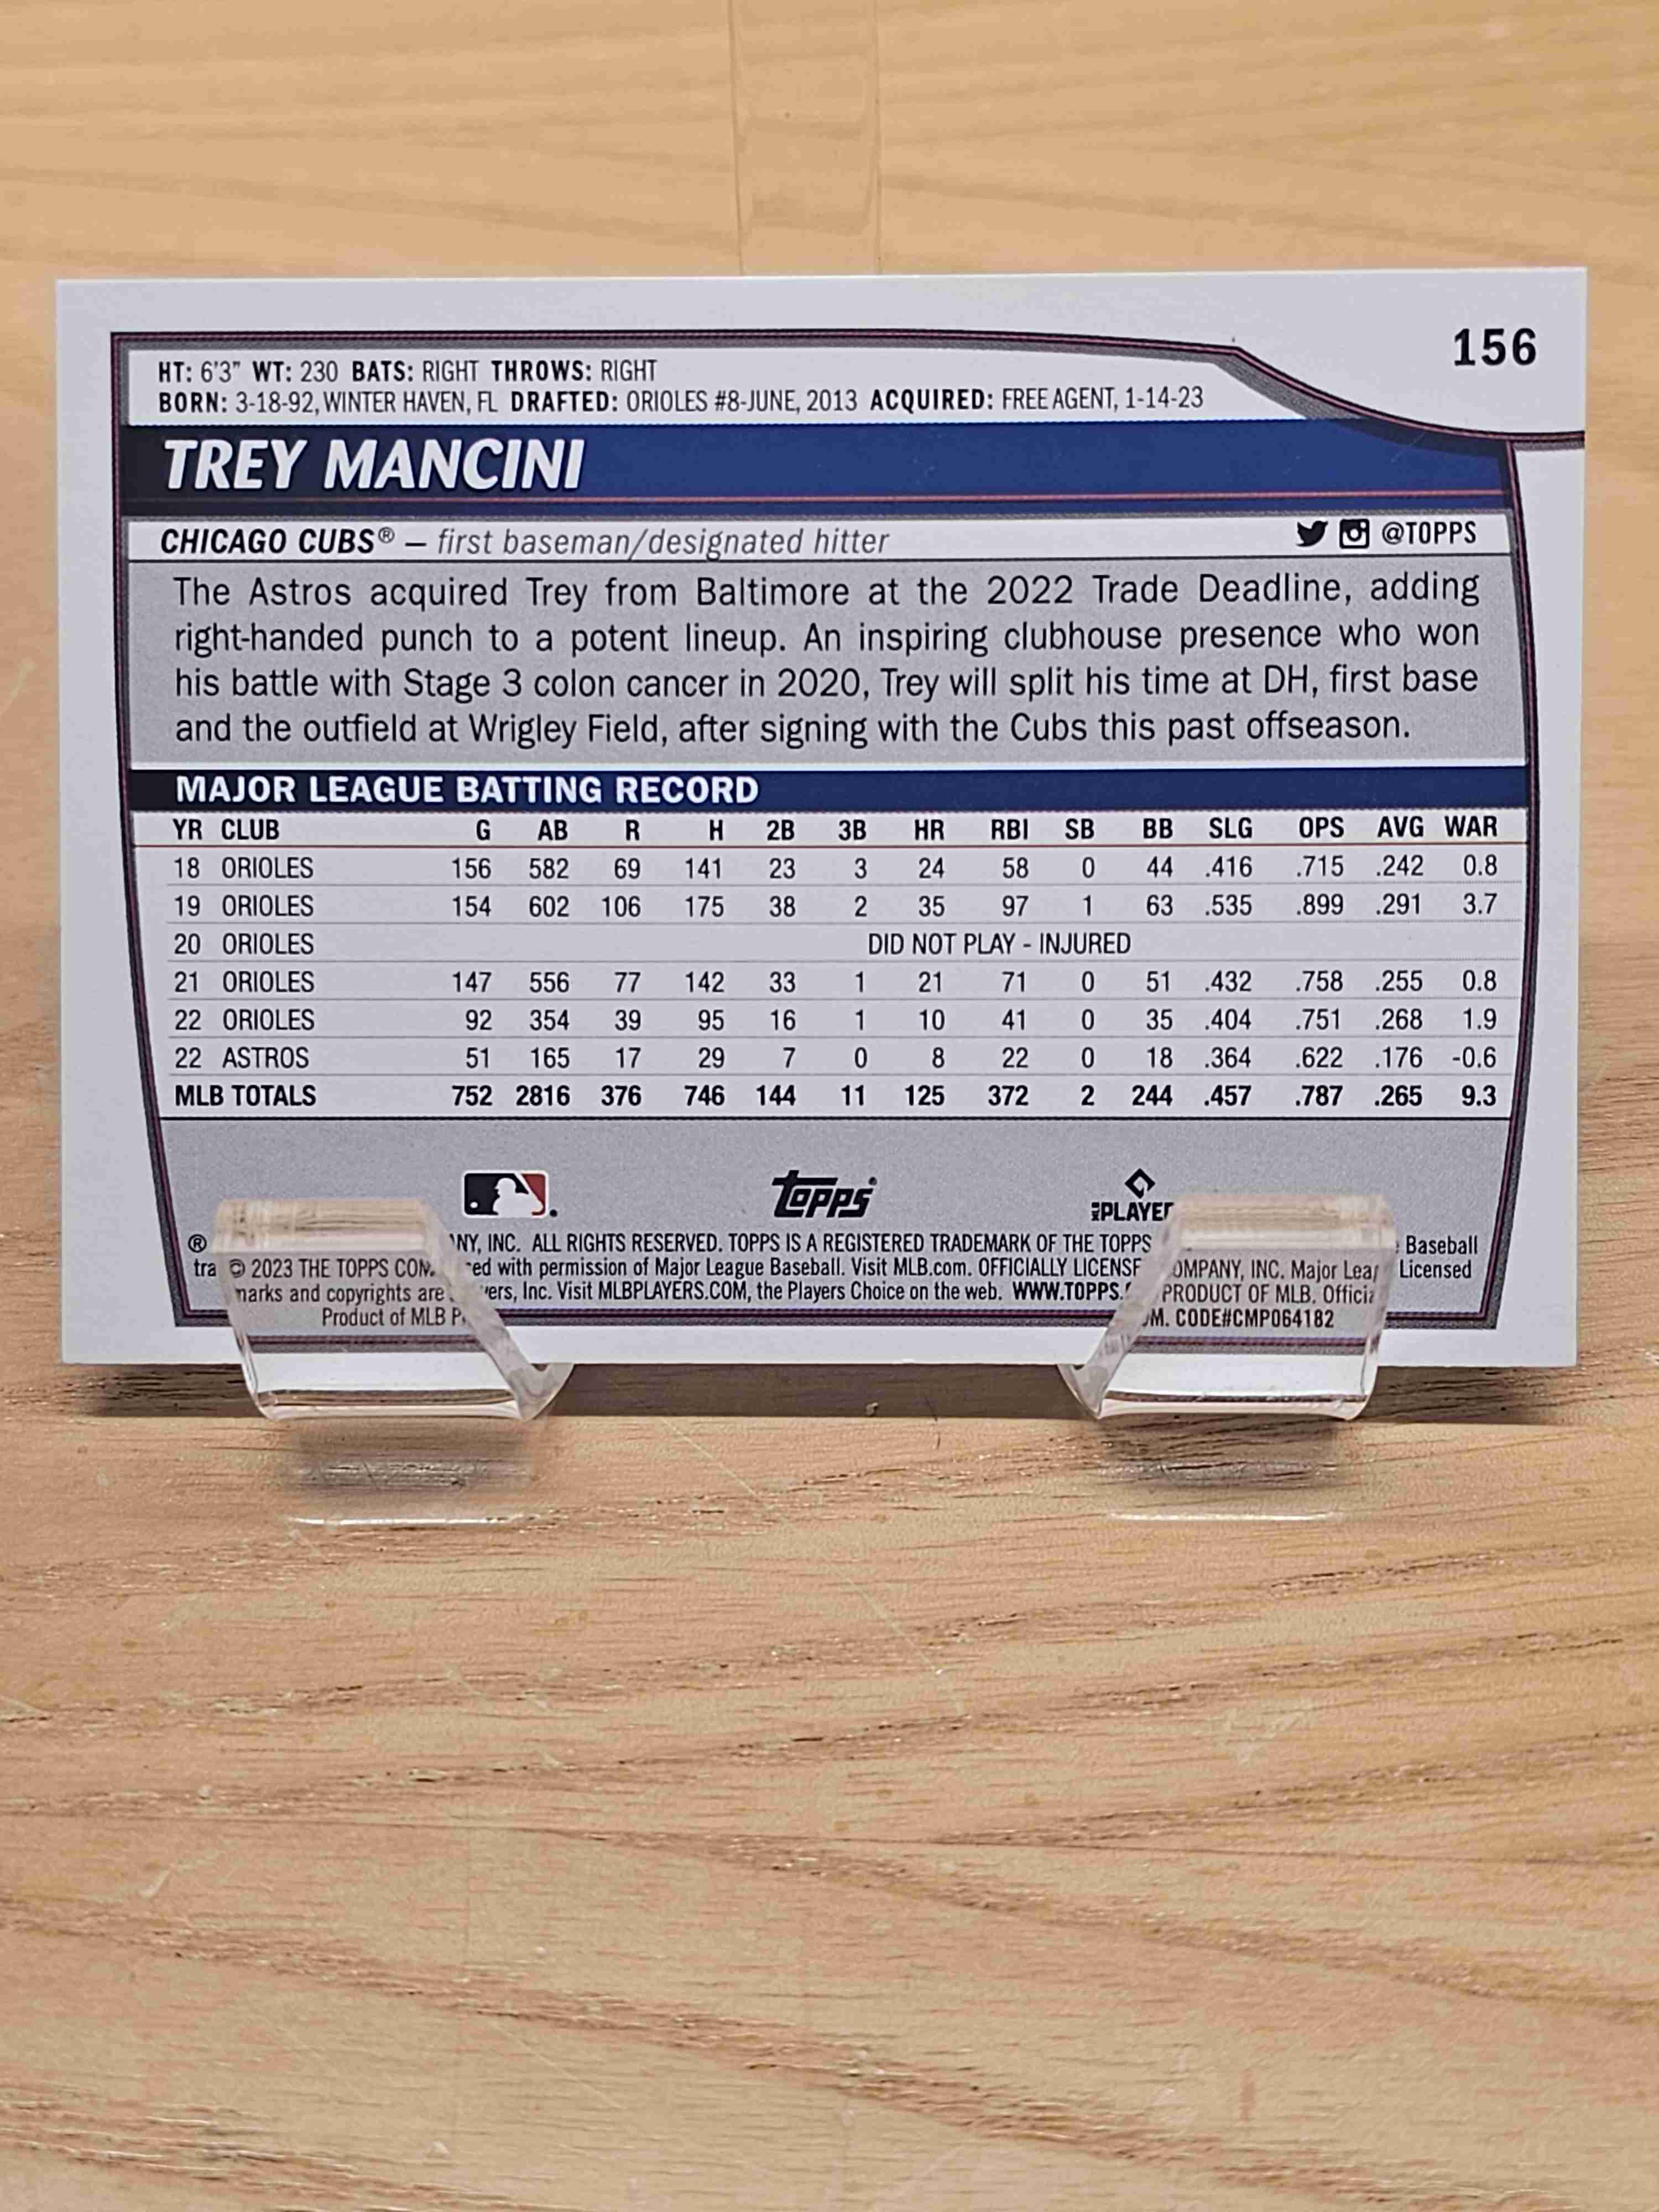 156
HT: 6'3" WT: 230 BATS: RIGHT THROWS: RIGHT
BORN: 3-18-92, WINTER HAVEN, FL DRAFTED: ORIOLES #8-JUNE, 2013 ACQUIRED: FREE AGENT, 1-14-23
TREY MANCINI
CHICAGO CUBS® – first baseman/designated hitter @TOPPS
The Astros acquired Trey from Baltimore at the 2022 Trade Deadline, adding
right-handed punch to a potent lineup. An inspiring clubhouse presence who won
his battle with Stage 3 colon cancer in 2020, Trey will split his time at DH, first base
and the outfield at Wrigley Field, after signing with the Cubs this past offseason.
MAJOR LEAGUE BATTING RECORD
YR CLUB G AB R H 2B 3B HR RBI SB BB SLG OPS AVG WAR
18 ORIOLES 156 582 69 141 23 3 24 58 0 44 .416 .715 .242 0.8
19 ORIOLES 154 602 106 175 38 2 35 97 1 63 .535 .899 .291 3.7
20 ORIOLES DID NOT PLAY - INJURED
21 ORIOLES 147 556 77 142 33 1 21 71 0 51 .432 .758 .255 0.8
22 ORIOLES 92 354 39 95 16 1 10 41 0 35 .404 .751 .268 1.9
22 ASTROS 51 165 17 29 7 0 8 22 0 18 .364 .622 .176 -0.6
MLB TOTALS 752 2816 376 746 144 11 125 372 2 244 .457 .787 .265 9.3
topps
® © 2023 THE TOPPS INC. ALL RIGHTS RESERVED. TOPPS IS A REGISTERED TRADEMARK OF THE TOPPS COMPANY, INC. Major Baseball
marks and copyrights are with permission of Major League Baseball. Visit MLB.com. OFFICIALLY PRODUCT OF MLB. Licensed
Product of MLB Inc. Visit MLBPLAYERS.COM, the Players Choice on the web. WWW.TOPPS. CODE#CMP064182